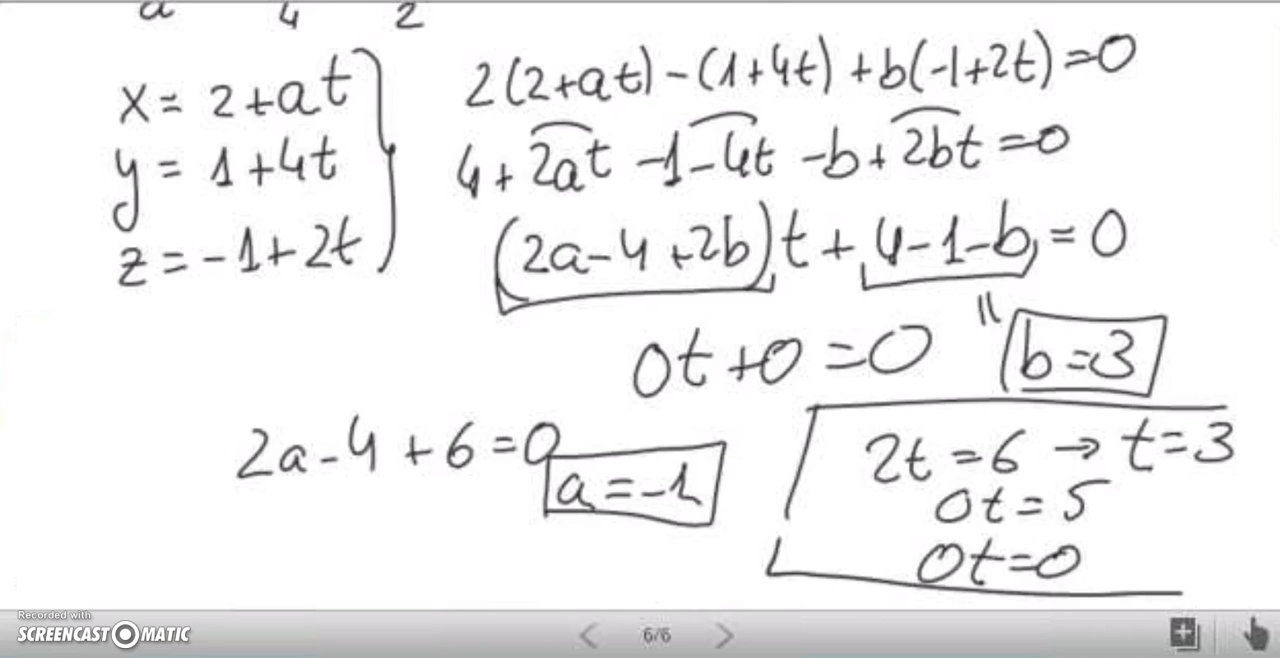 a 4 2
x = 2+at
y = 1+4t
z = -1+2t
2(2+at) - (1+4t) + b(-1+2t) = 0
4 + 2at - 1 - 4t - b + 2bt = 0
(2a-4+2b)t + 4-1-b = 0
0t + 0 = 0
b = 3
2a - 4 + 6 = 0
a = -1
2t = 6 → t = 3
0t = 5
0t = 0
Recorded with
SCREENCAST-O-MATIC
6/6